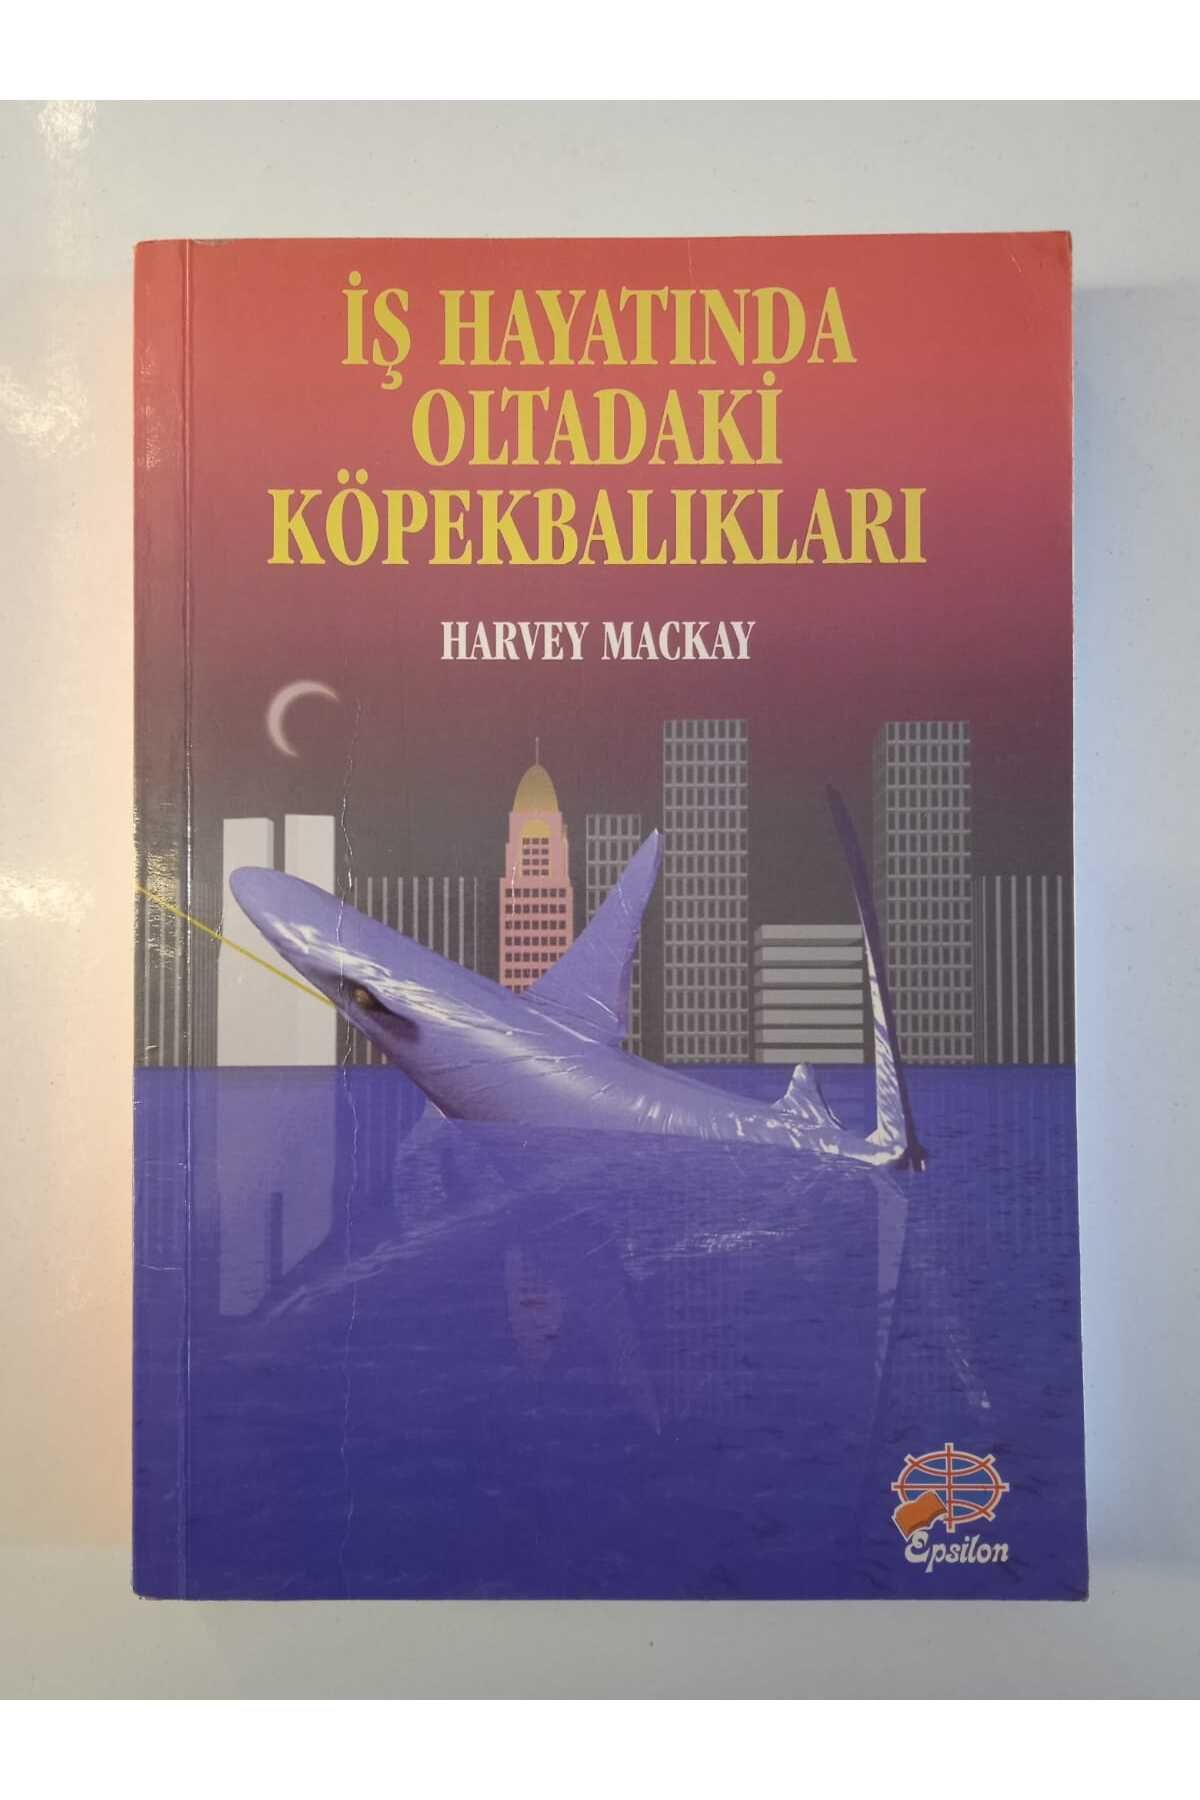 İŞ HAYATINDA
OLTADAKİ
KÖPEKBALIKLARI
HARVEY MACKAY
Epsilon